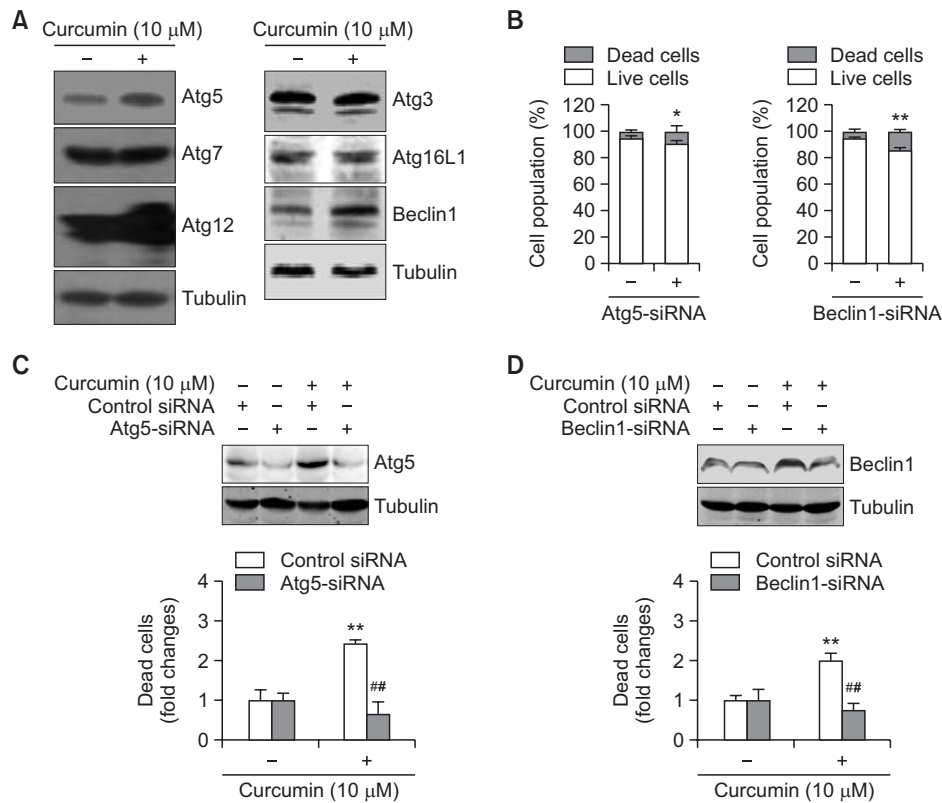 A
Curcumin (10 μM)
– +
Atg5
Atg7
Atg12
Tubulin
Curcumin (10 μM)
– +
Atg3
Atg16L1
Beclin1
Tubulin
B
Dead cells
Live cells
Cell population (%)
120
100
80
60
40
20
0
*
– +
Atg5-siRNA
Dead cells
Live cells
Cell population (%)
120
100
80
60
40
20
0
**
– +
Beclin1-siRNA
C
Curcumin (10 μM) – – + +
Control siRNA + – + –
Atg5-siRNA – + – +
Atg5
Tubulin
Control siRNA
Atg5-siRNA
Dead cells
(fold changes)
4
3
2
1
0
**
##
– +
Curcumin (10 μM)
D
Curcumin (10 μM) – – + +
Control siRNA + – + –
Beclin1-siRNA – + – +
Beclin1
Tubulin
Control siRNA
Beclin1-siRNA
Dead cells
(fold changes)
4
3
2
1
0
**
##
– +
Curcumin (10 μM)